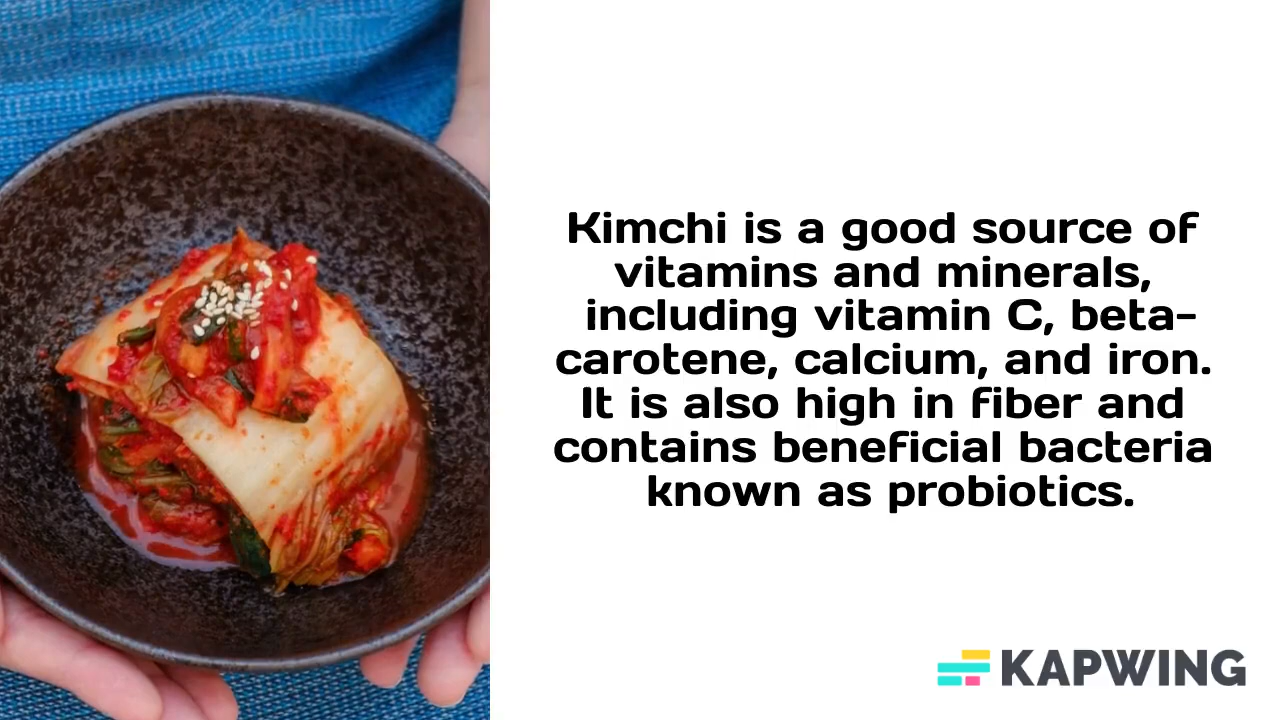 Kimchi is a good source of
vitamins and minerals,
including vitamin C, beta-
carotene, calcium, and iron.
It is also high in fiber and
contains beneficial bacteria
known as probiotics.
KAPWING